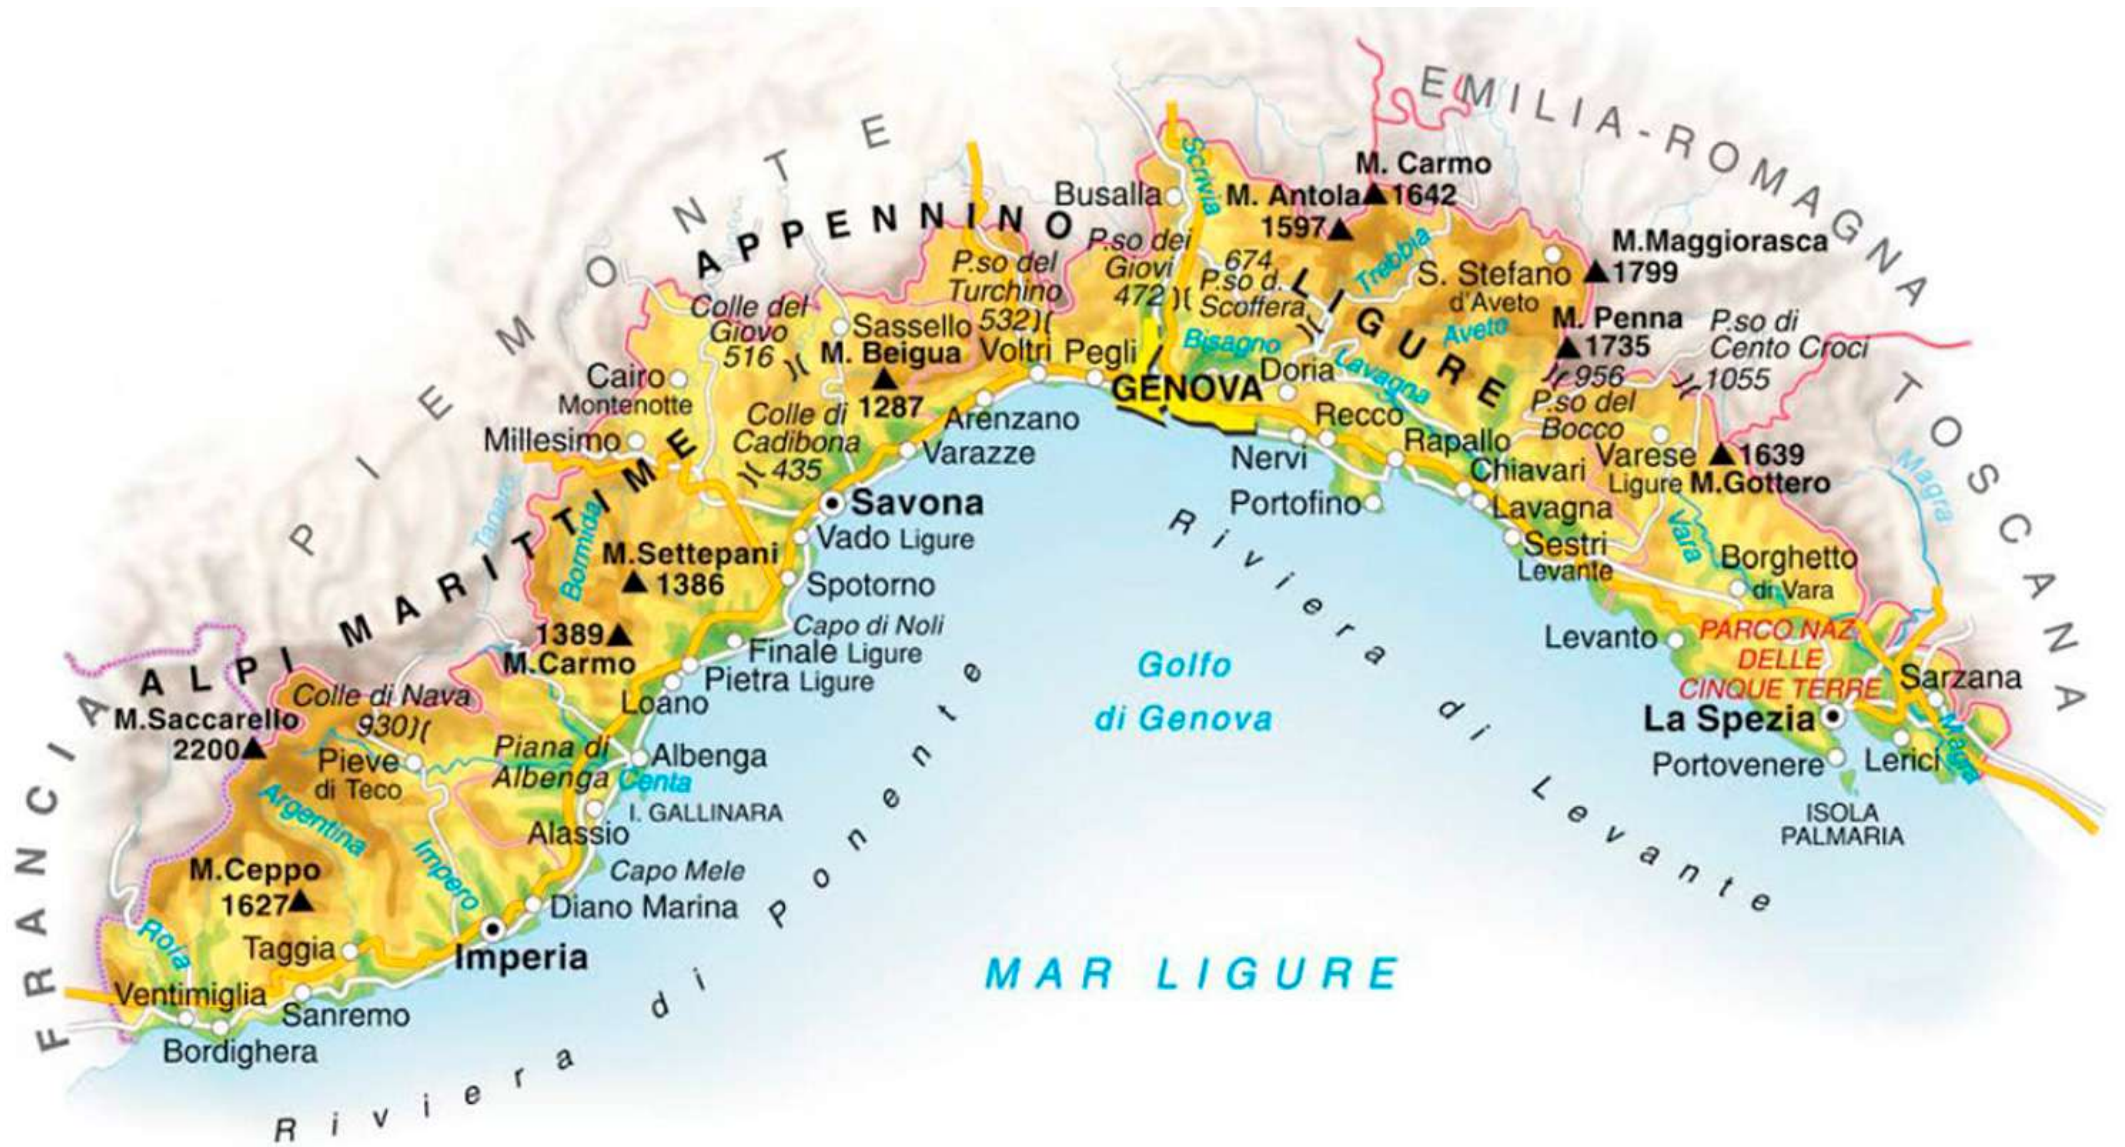 EMILIA-ROMAGNA
PIEMONTE
FRANCIA
TOSCANA
APPENNINO
LIGURE
ALPI MARITTIME
Scrivia
Busalla
M. Carmo
1642
M. Antola
1597
P.so dei
Giovi
472
674
P.so d.
Scoffera
Trebbia
S. Stefano
d'Aveto
M.Maggiorasca
1799
Aveto
M. Penna
1735
P.so di
Cento Croci
1055
956
P.so del
Bocco
P.so del
Turchino
532
Colle del
Giovo
516
Sassello
M. Beigua
1287
Voltri
Pegli
GENOVA
Bisagno
Doria
Lavagna
Cairo
Montenotte
Millesimo
Colle di
Cadibona
435
Arenzano
Varazze
Recco
Nervi
Rapallo
Portofino
Chiavari
Lavagna
Varese
Ligure
1639
M.Gottero
Magra
Vara
Savona
Vado Ligure
Tanaro
Bormida
M.Settepani
1386
Spotorno
Sestri
Levante
Borghetto
di Vara
1389
M.Carmo
Capo di Noli
Finale Ligure
Pietra Ligure
Loano
Levanto
PARCO NAZ
DELLE
CINQUE TERRE
Sarzana
La Spezia
Magra
Portovenere
Lerici
ISOLA
PALMARIA
Golfo
di Genova
Riviera di Levante
Colle di Nava
930
M.Saccarello
2200
Pieve
di Teco
Piana di
Albenga
Albenga
Centa
I. GALLINARA
Alassio
Argentina
Impero
Capo Mele
Diano Marina
M.Ceppo
1627
Roia
Taggia
Imperia
Ventimiglia
Sanremo
Bordighera
Riviera di Ponente
MAR LIGURE